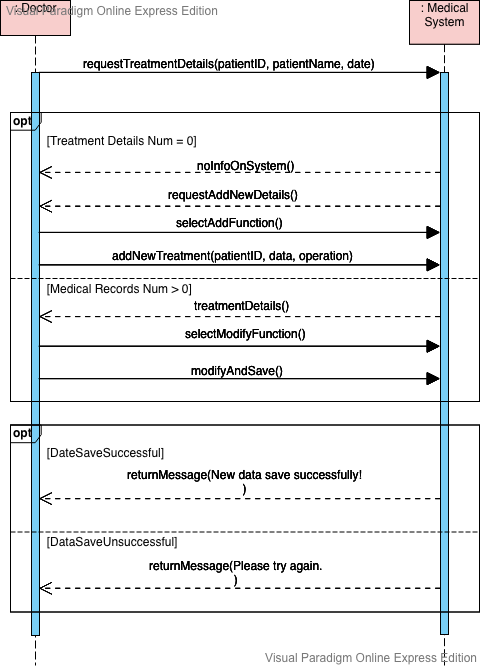 Visual Paradigm Online Express Edition
: Doctor
: Medical
System
requestTreatmentDetails(patientID, patientName, date)
opt
[Treatment Details Num = 0]
noInfoOnSystem()
requestAddNewDetails()
selectAddFunction()
addNewTreatment(patientID, data, operation)
[Medical Records Num > 0]
treatmentDetails()
selectModifyFunction()
modifyAndSave()
opt
[DateSaveSuccessful]
returnMessage(New data save successfully!
)
[DataSaveUnsuccessful]
returnMessage(Please try again.
)
Visual Paradigm Online Express Edition